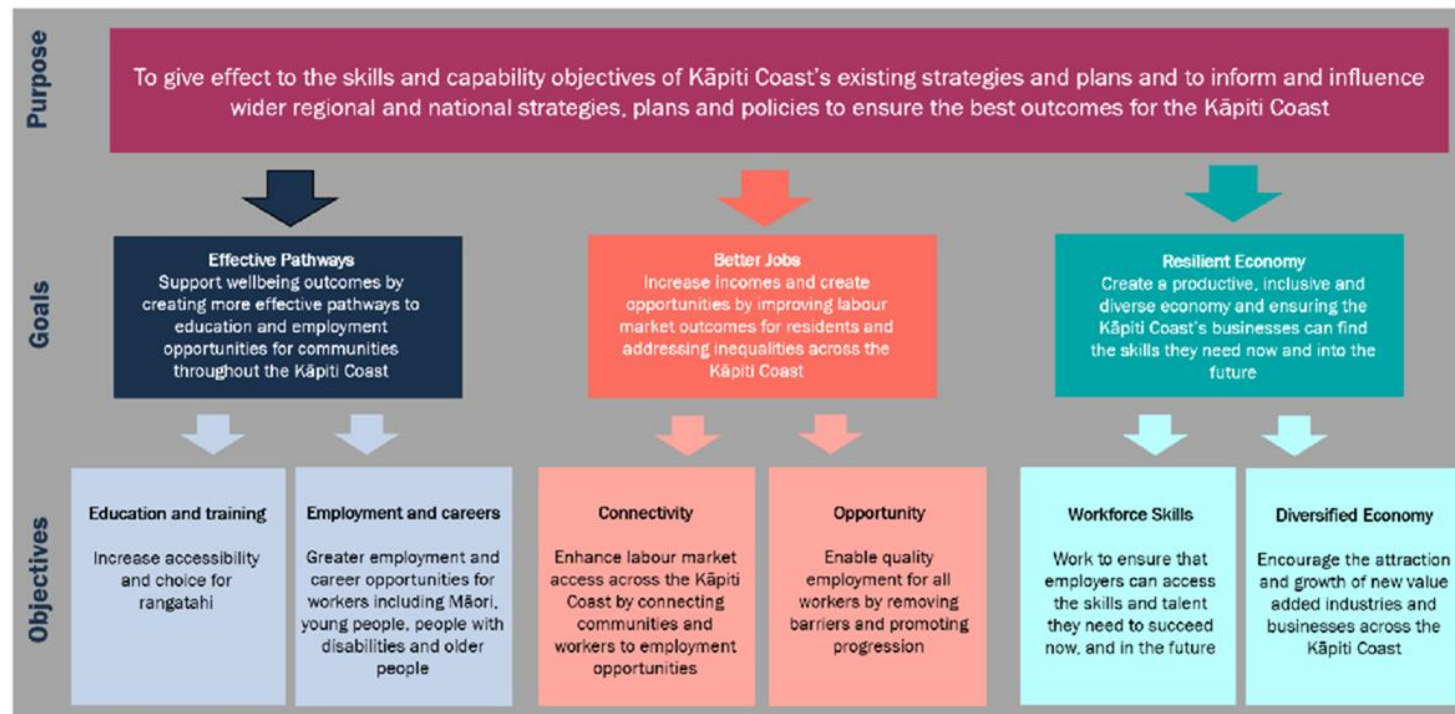 Purpose
To give effect to the skills and capability objectives of Kāpiti Coast's existing strategies and plans and to inform and influence
wider regional and national strategies, plans and policies to ensure the best outcomes for the Kāpiti Coast
Goals
Effective Pathways
Support wellbeing outcomes by
creating more effective pathways to
education and employment
opportunities for communities
throughout the Kāpiti Coast
Better Jobs
Increase incomes and create
opportunities by improving labour
market outcomes for residents and
addressing inequalities across the
Kāpiti Coast
Resilient Economy
Create a productive, inclusive and
diverse economy and ensuring the
Kāpiti Coast's businesses can find
the skills they need now and into the
future
Objectives
Education and training
Increase accessibility
and choice for
rangatahi
Employment and careers
Greater employment and
career opportunities for
workers including Māori,
young people, people with
disabilities and older
people
Connectivity
Enhance labour market
access across the Kāpiti
Coast by connecting
communities and
workers to employment
opportunities
Opportunity
Enable quality
employment for all
workers by removing
barriers and promoting
progression
Workforce Skills
Work to ensure that
employers can access
the skills and talent
they need to succeed
now, and in the future
Diversified Economy
Encourage the attraction
and growth of new value
added industries and
businesses across the
Kāpiti Coast